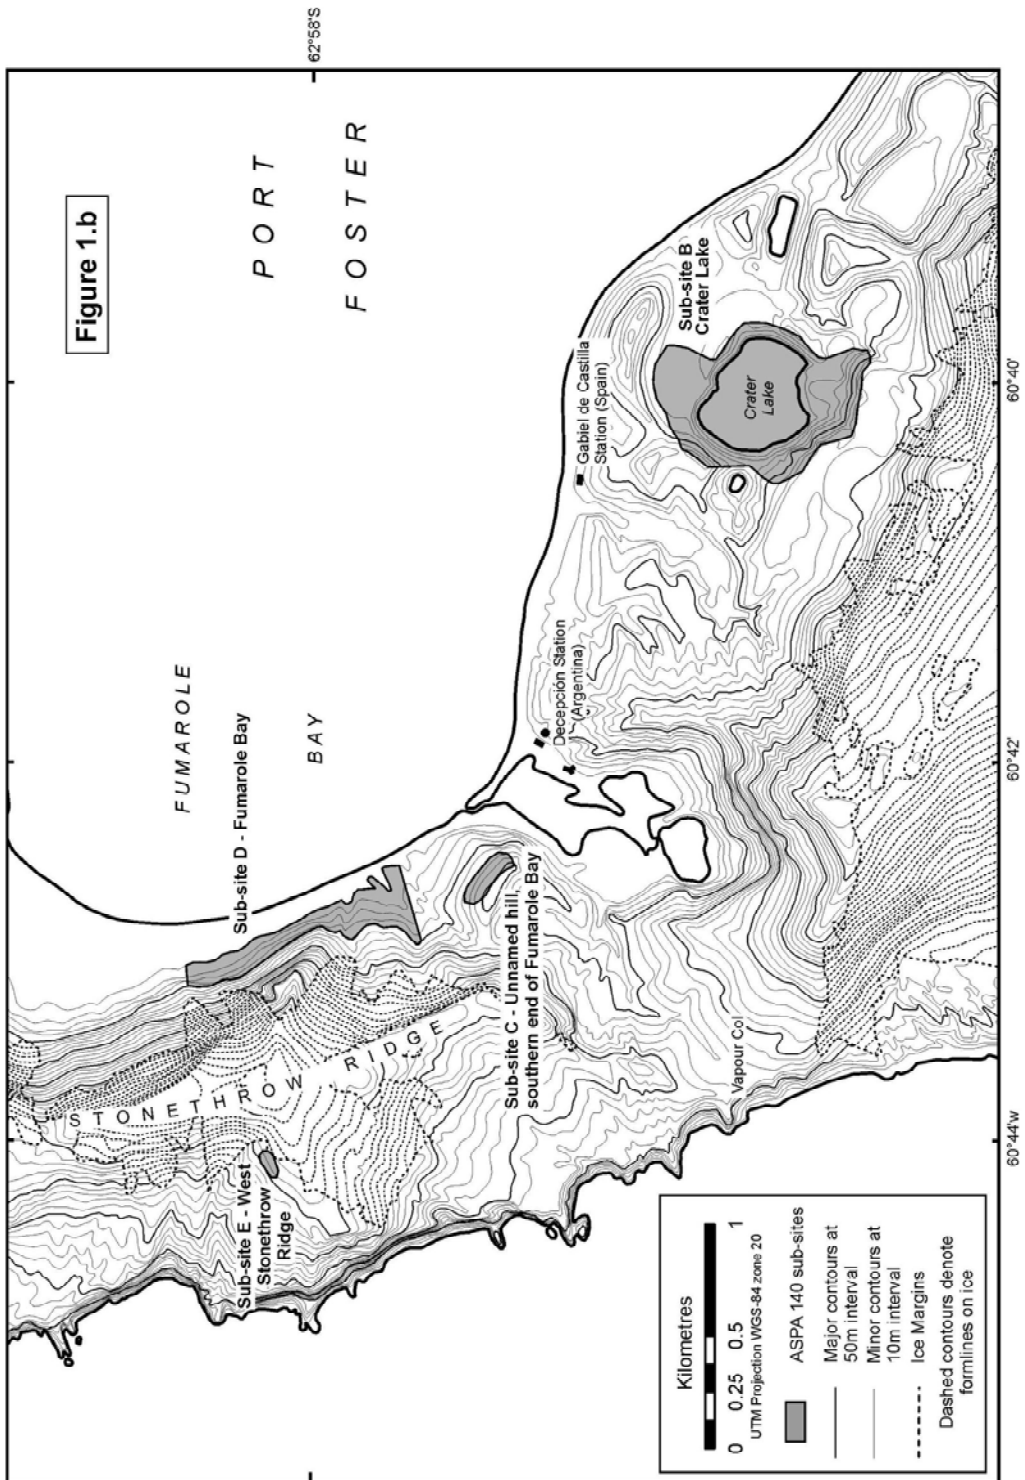 Figure 1.b
62°58'S
PORT
FOSTER
FUMAROLE
BAY
Sub-site D - Fumarole Bay
Sub-site E - West
Stonethrow
Ridge
STONETHROW RIDGE
Sub-site C - Unnamed hill,
southern end of Fumarole Bay
Decepción Station
(Argentina)
Gabiel de Castilla
Station (Spain)
Sub-site B
Crater Lake
Crater
Lake
Vapour Col
60°44'w
60°42'
60°40'
Kilometres
0 0.25 0.5 1
UTM Projection WGS-84 zone 20
ASPA 140 sub-sites
Major contours at
50m interval
Minor contours at
10m interval
Ice Margins
Dashed contours denote
formlines on ice